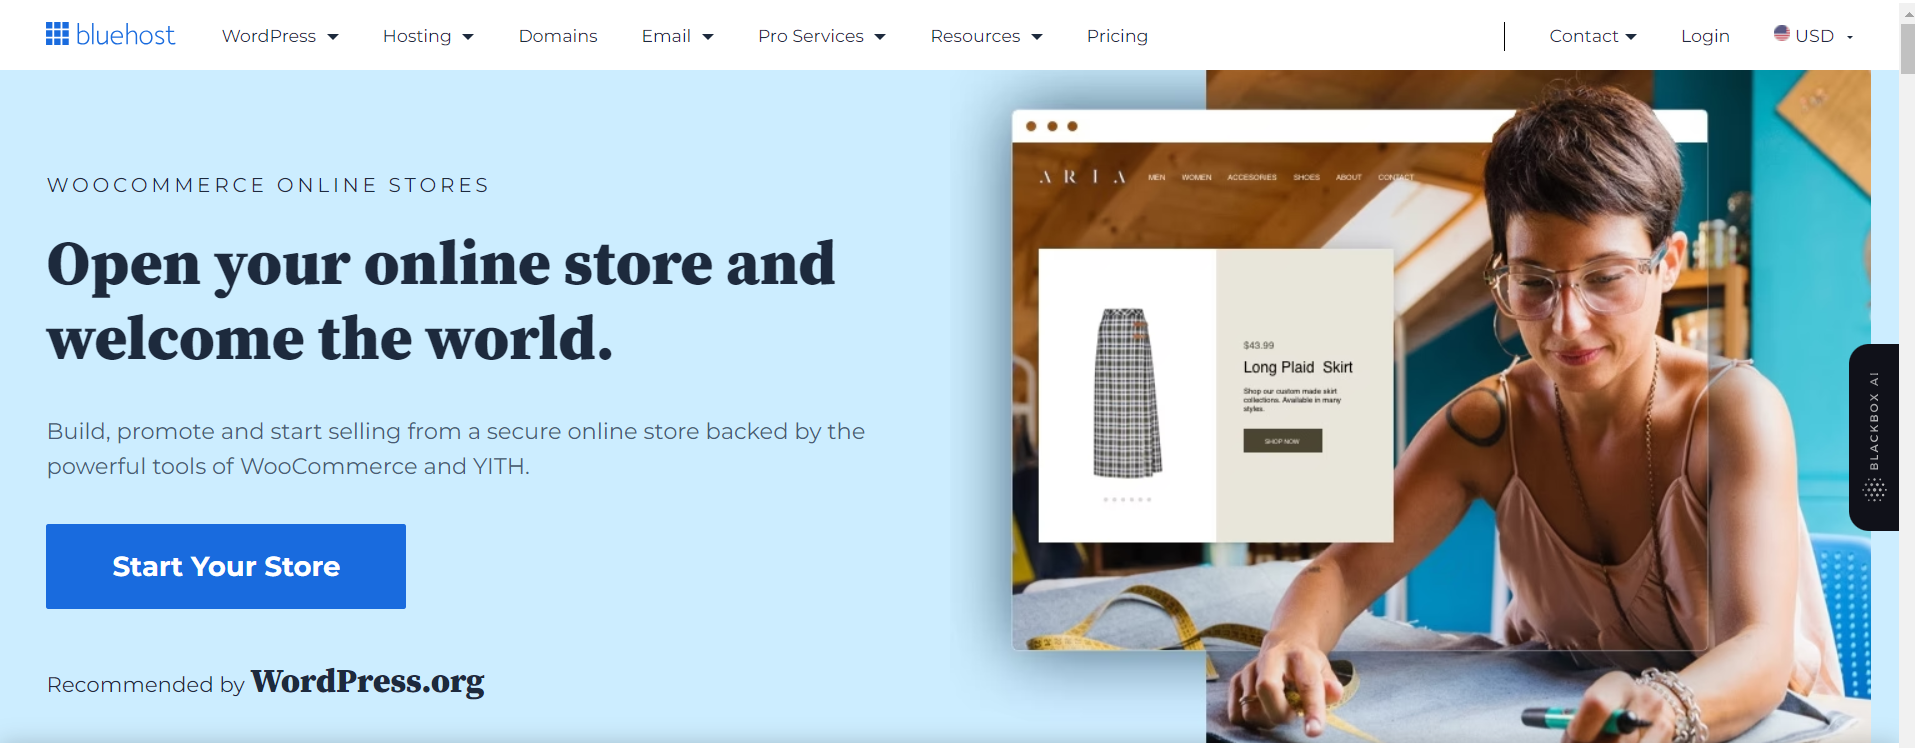 bluehost WordPress Hosting Domains Email Pro Services Resources Pricing Contact Login USD
WOOCOMMERCE ONLINE STORES
Open your online store and
welcome the world.
Build, promote and start selling from a secure online store backed by the
powerful tools of WooCommerce and YITH.
Start Your Store
Recommended by WordPress.org
ARIA MEN WOMEN ACCESORIES SHOES ABOUT CONTACT
$43.99
Long Plaid Skirt
Shop our custom made skirt
collections. Available in many
styles.
SHOP NOW
BLACKBOX AI